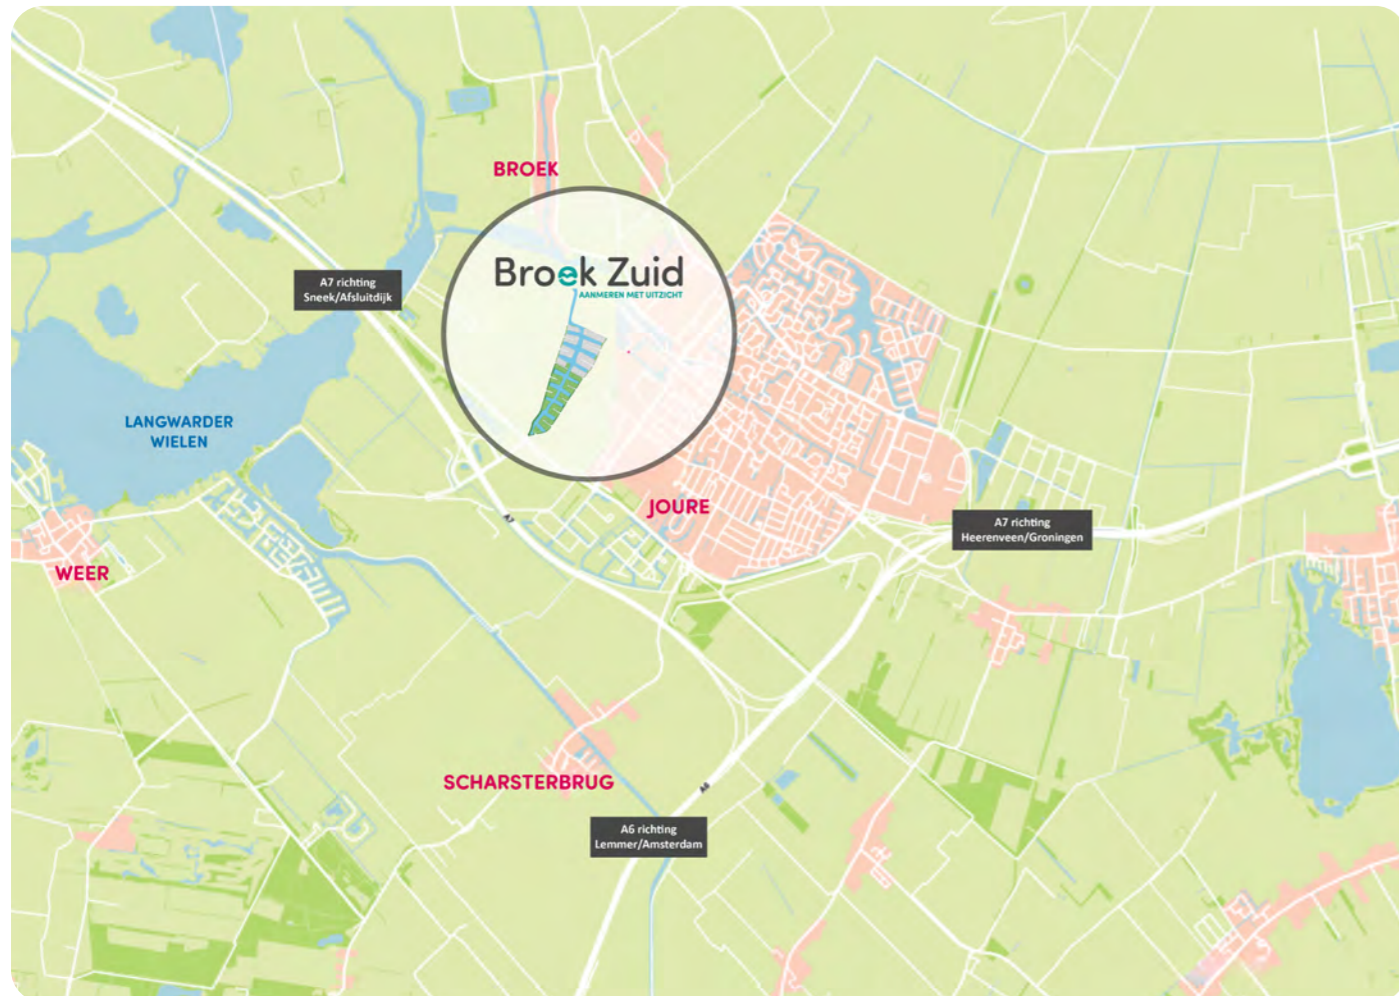 BROEK
Broek Zuid
AANMEREN MET UITZICHT
A7 richting
Sneek/Afsluitdijk
LANGWARDER
WIELEN
JOURE
A7
A7 richting
Heerenveen/Groningen
WEER
SCHARSTERBRUG
A6
A6 richting
Lemmer/Amsterdam